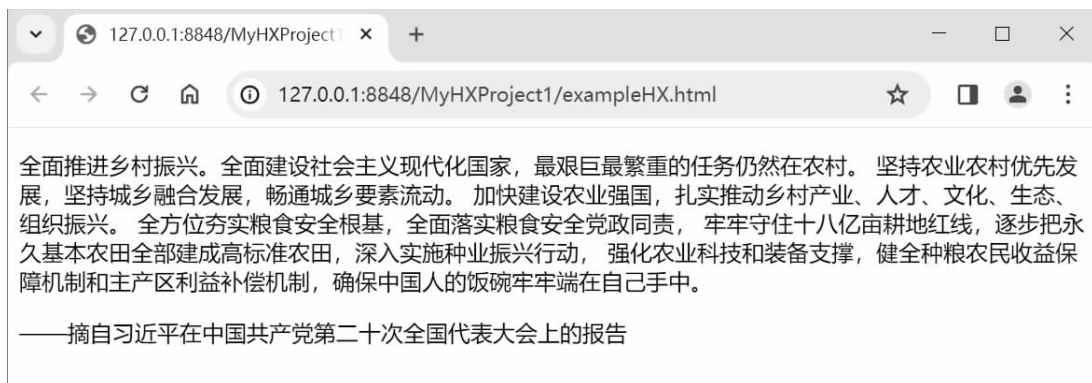 127.0.0.1:8848/MyHXProject1
127.0.0.1:8848/MyHXProject1/exampleHX.html
全面推进乡村振兴。全面建设社会主义现代化国家，最艰巨最繁重的任务仍然在农村。 坚持农业农村优先发
展，坚持城乡融合发展，畅通城乡要素流动。 加快建设农业强国，扎实推动乡村产业、人才、文化、生态、
组织振兴。 全方位夯实粮食安全根基，全面落实粮食安全党政同责， 牢牢守住十八亿亩耕地红线，逐步把永
久基本农田全部建成高标准农田，深入实施种业振兴行动， 强化农业科技和装备支撑，健全种粮农民收益保
障机制和主产区利益补偿机制，确保中国人的饭碗牢牢端在自己手中。
——摘自习近平在中国共产党第二十次全国代表大会上的报告